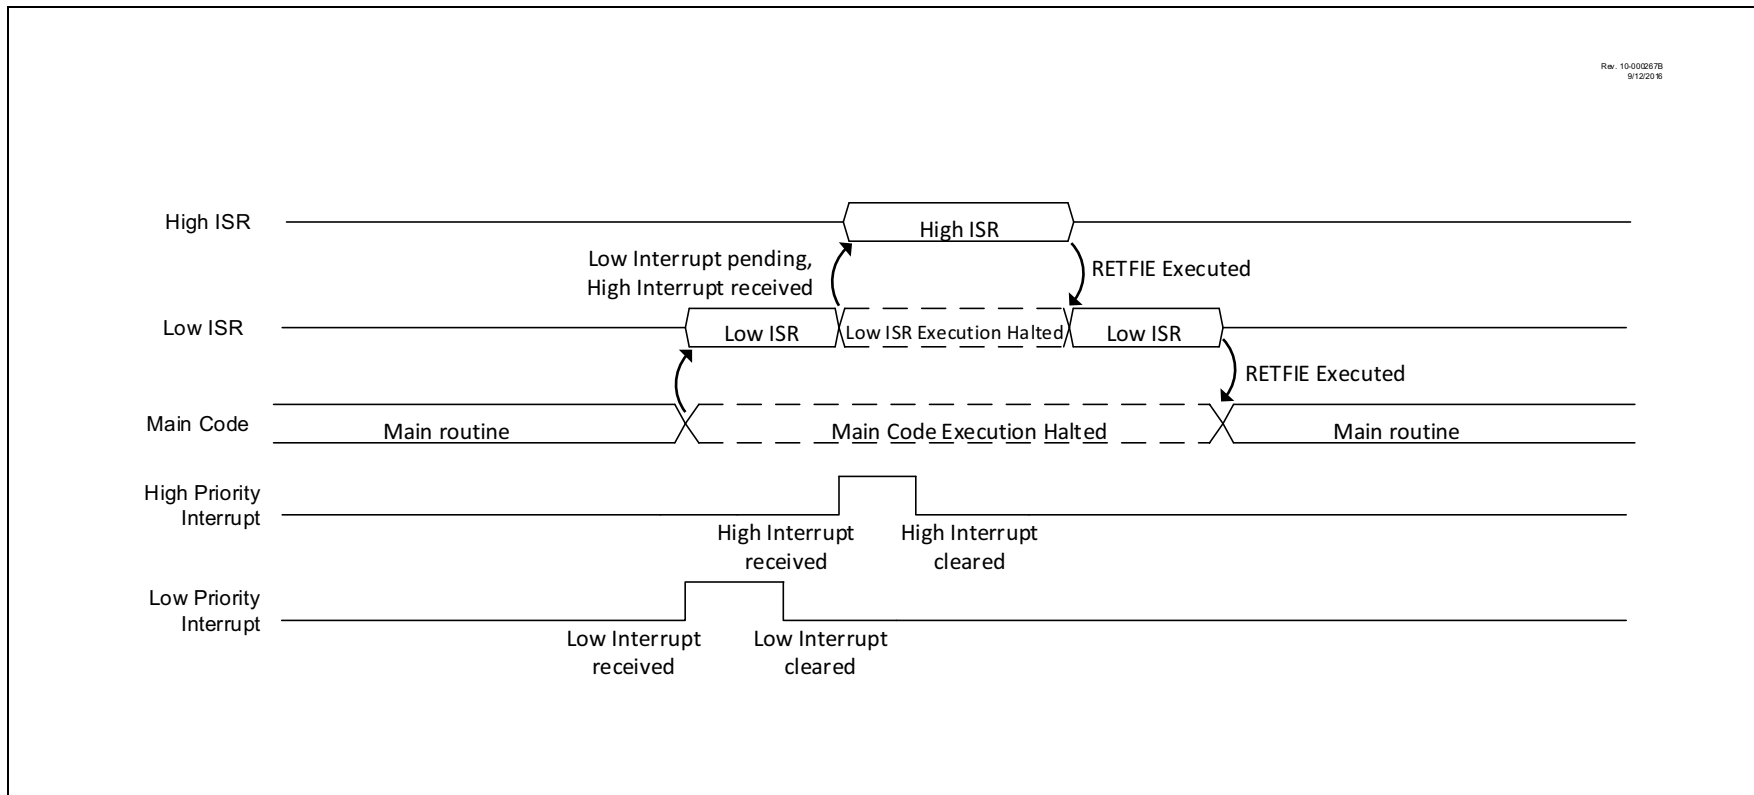 Rev. 10-000267B
9/12/2016
High ISR
High ISR
Low Interrupt pending,
High Interrupt received
RETFIE Executed
Low ISR
Low ISR
Low ISR Execution Halted
Low ISR
RETFIE Executed
Main Code
Main routine
Main Code Execution Halted
Main routine
High Priority
Interrupt
High Interrupt
received
High Interrupt
cleared
Low Priority
Interrupt
Low Interrupt
received
Low Interrupt
cleared